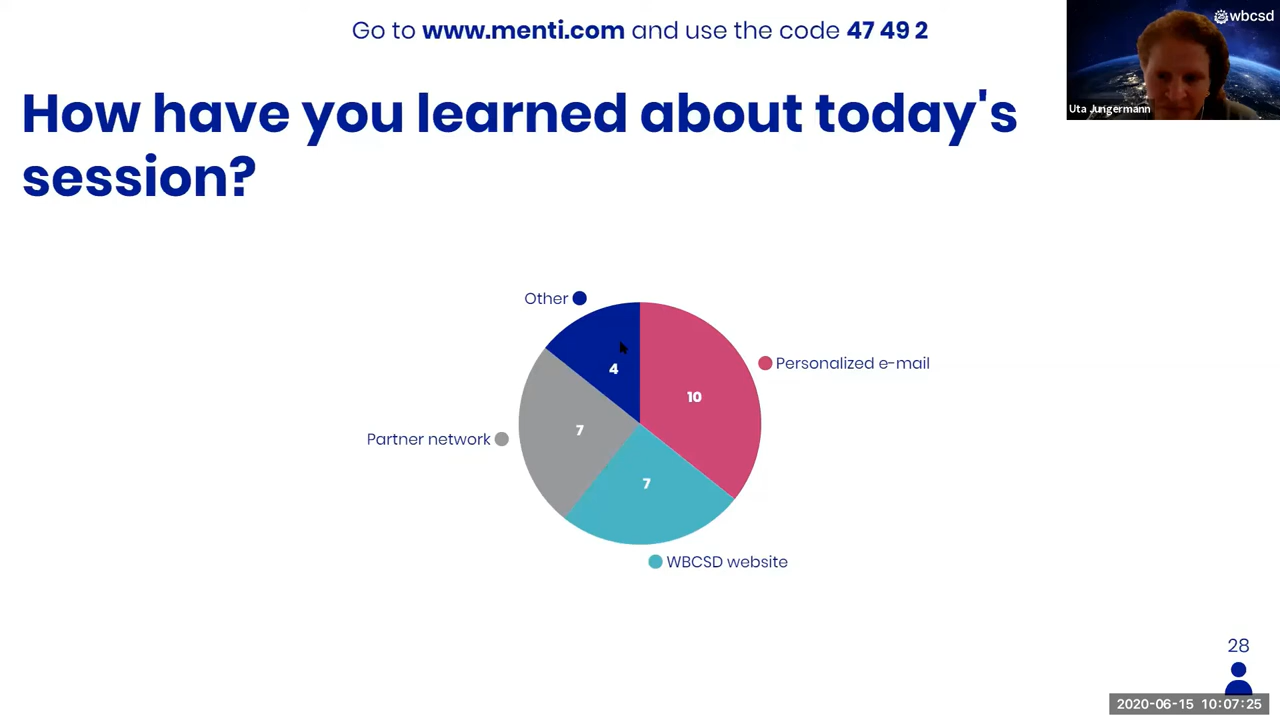 Go to www.menti.com and use the code 47 49 2
wbcsd
Uta Jungermann
How have you learned about today's
session?
Other
4
Personalized e-mail
10
Partner network
7
7
WBCSD website
28
2020-06-15 10:07:25